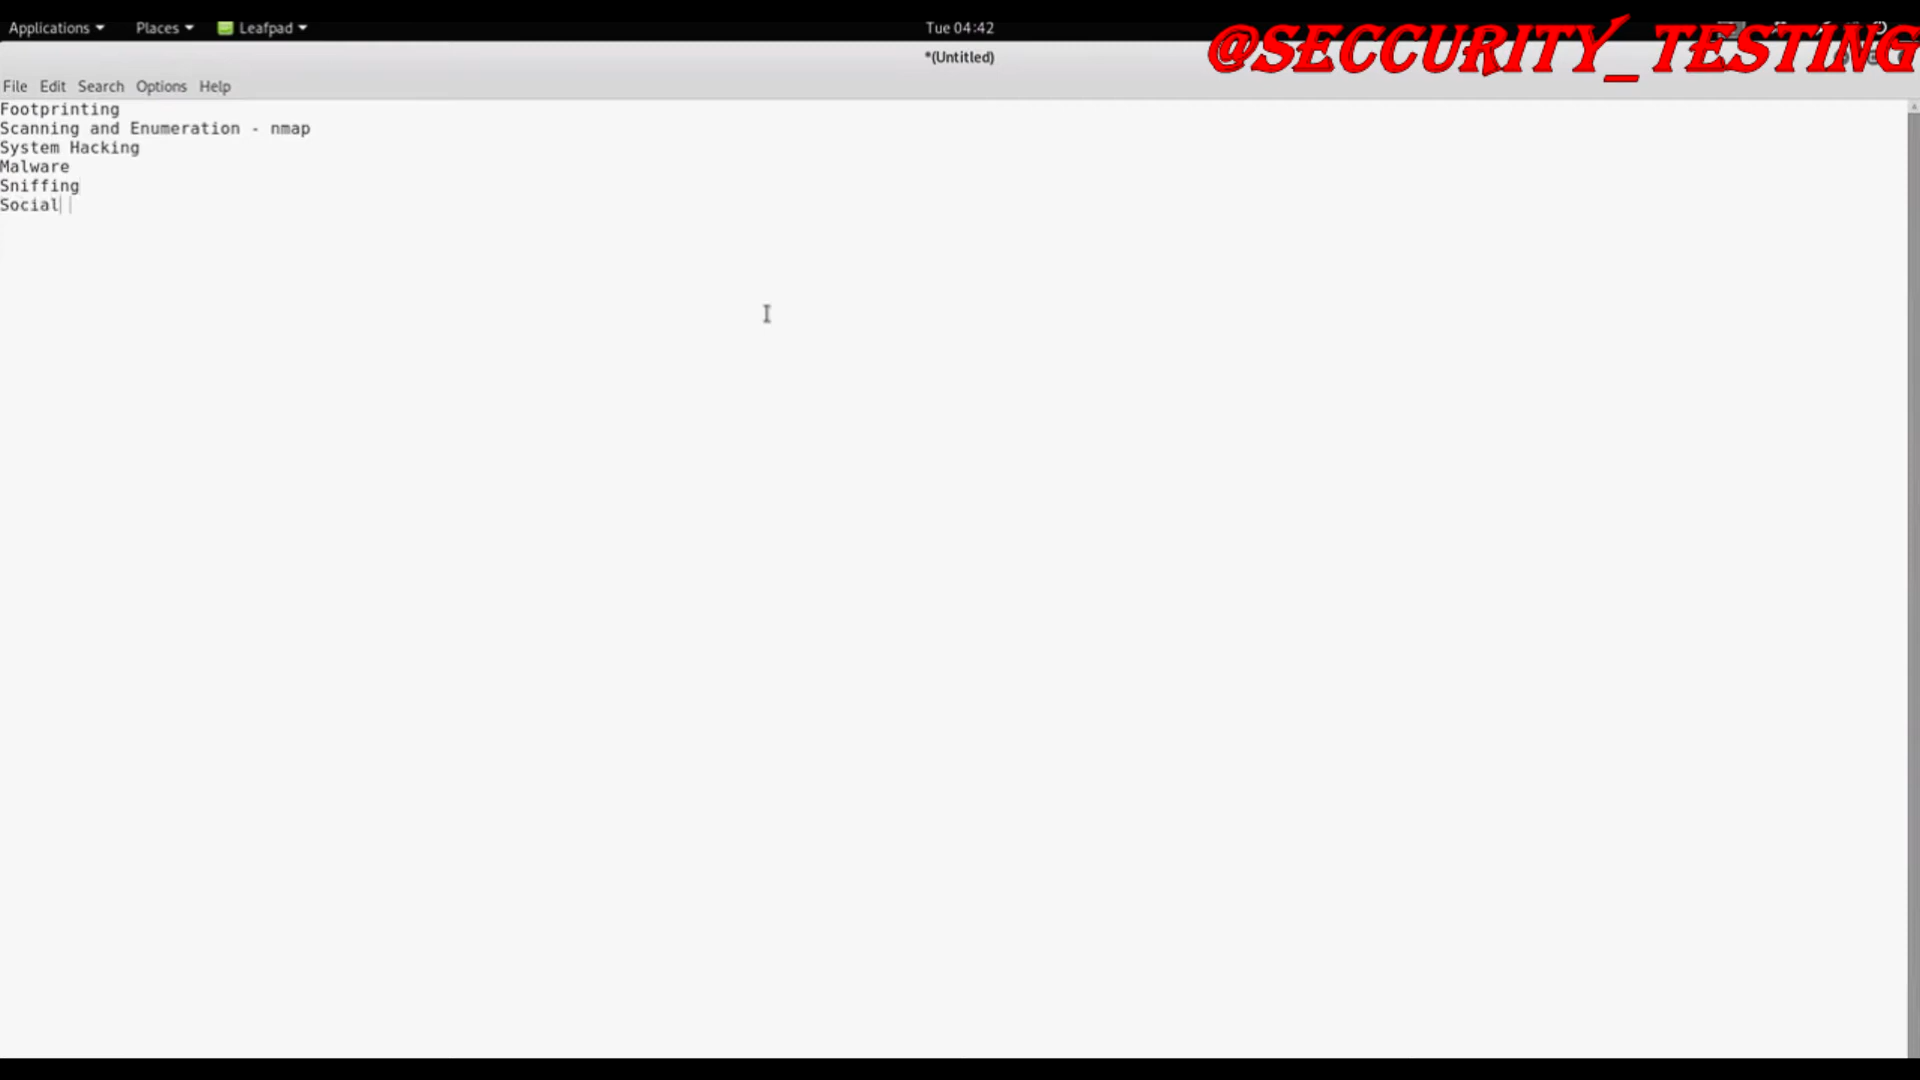 Applications Places Leafpad Tue 04:42
@SECCURITY_TESTING
*(Untitled)
File Edit Search Options Help
Footprinting
Scanning and Enumeration - nmap
System Hacking
Malware
Sniffing
Social